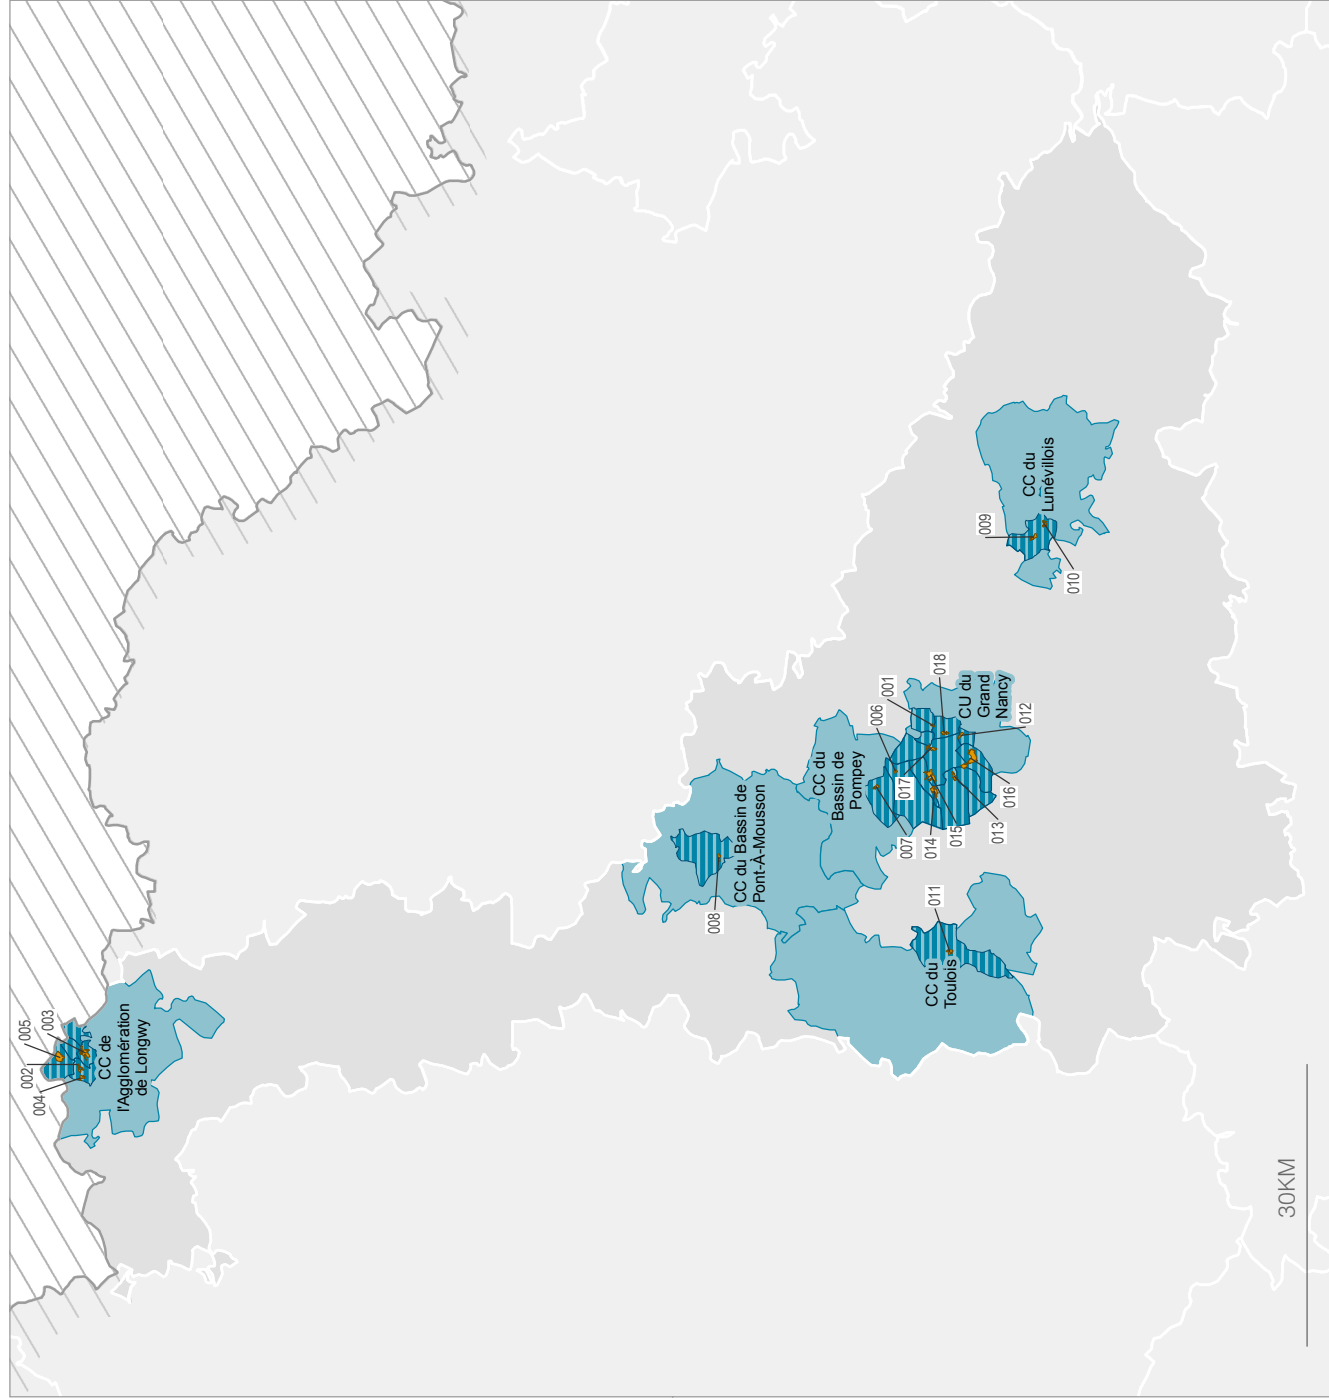 004
002
005
003
CC de
l'Agglomération
de Longwy
008
CC du Bassin de
Pont-À-Mousson
CC du
Bassin de
Pompey
011
CC du
Toulois
007
014
015
013
016
017
006
001
018
CU du
Grand
Nancy
012
009
CC du
Lunévillois
010
30KM